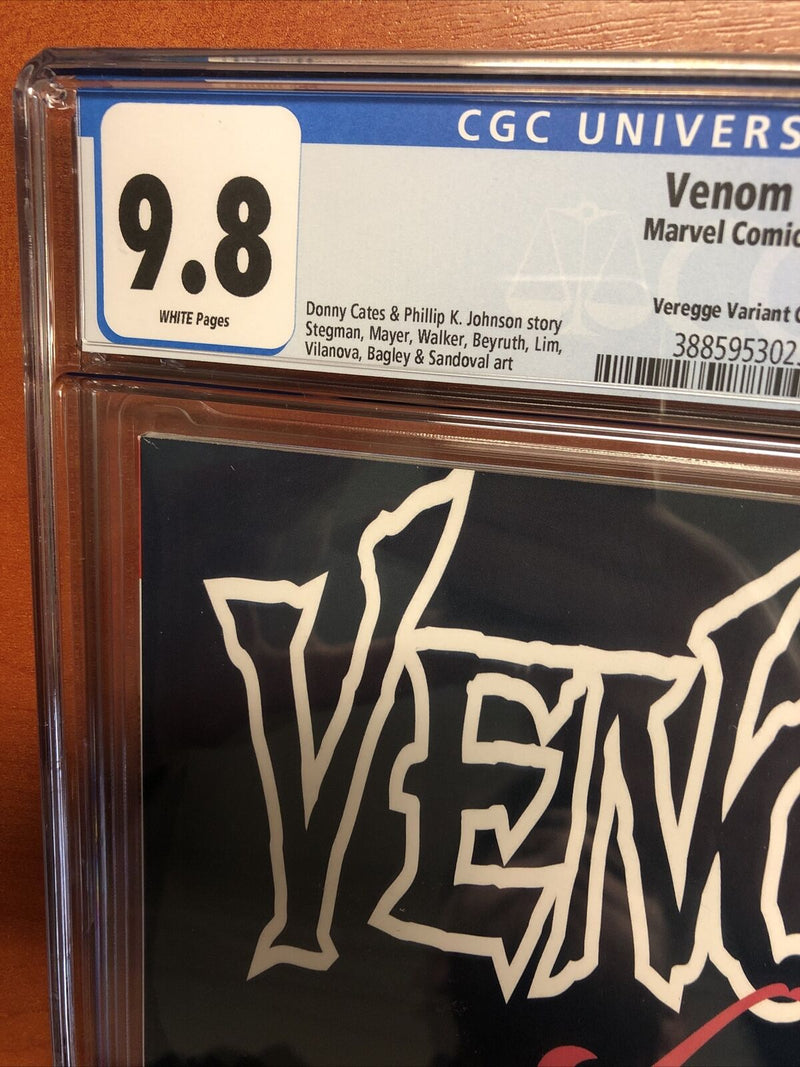 CGC UNIVERS
9.8
WHITE Pages
Venom
Marvel Comic
Veregge Variant C
Donny Cates & Phillip K. Johnson story
Stegman, Mayer, Walker, Beyruth, Lim,
Vilanova, Bagley & Sandoval art
388595302
VENO